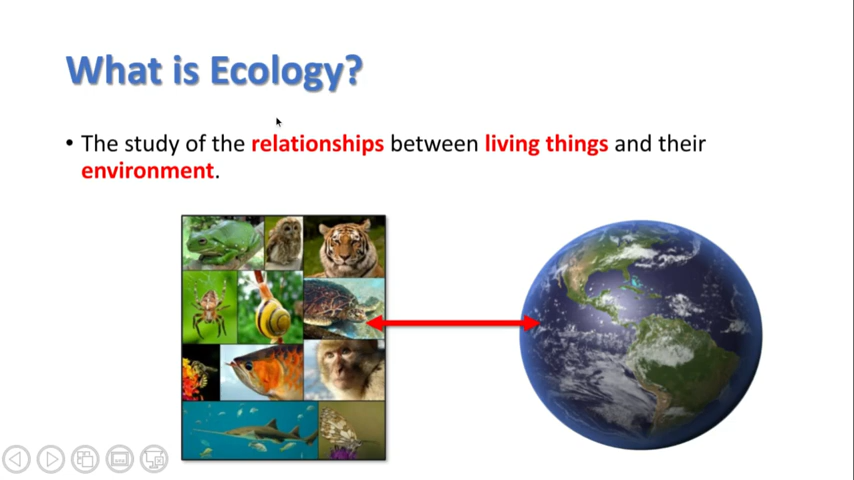 What is Ecology?
• The study of the relationships between living things and their
environment.